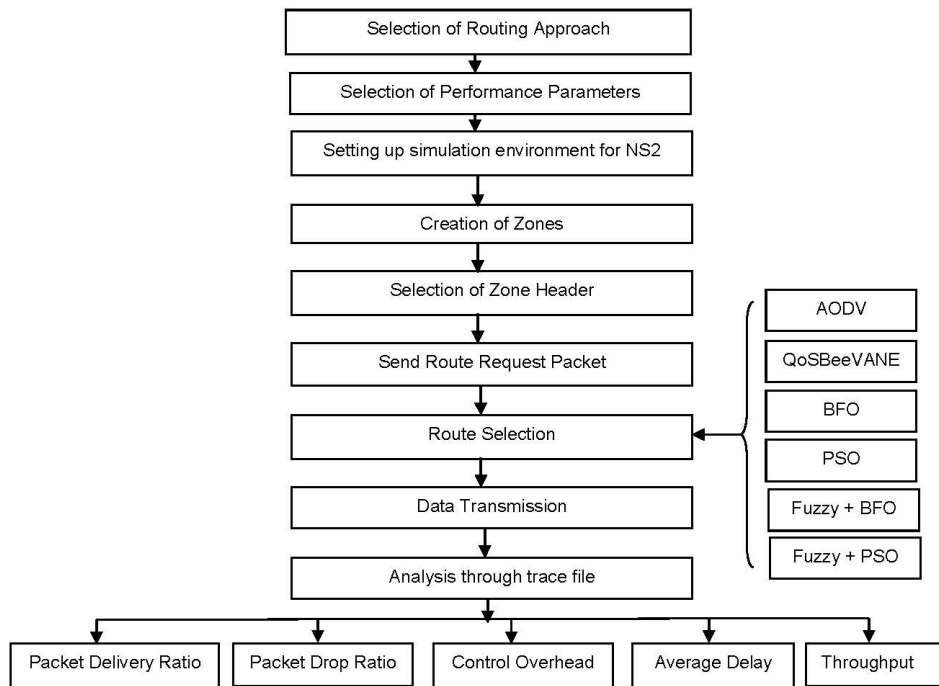 Selection of Routing Approach
Selection of Performance Parameters
Setting up simulation environment for NS2
Creation of Zones
Selection of Zone Header
Send Route Request Packet
Route Selection
Data Transmission
Analysis through trace file
AODV
QoSBeeVANE
BFO
PSO
Fuzzy + BFO
Fuzzy + PSO
Packet Delivery Ratio
Packet Drop Ratio
Control Overhead
Average Delay
Throughput